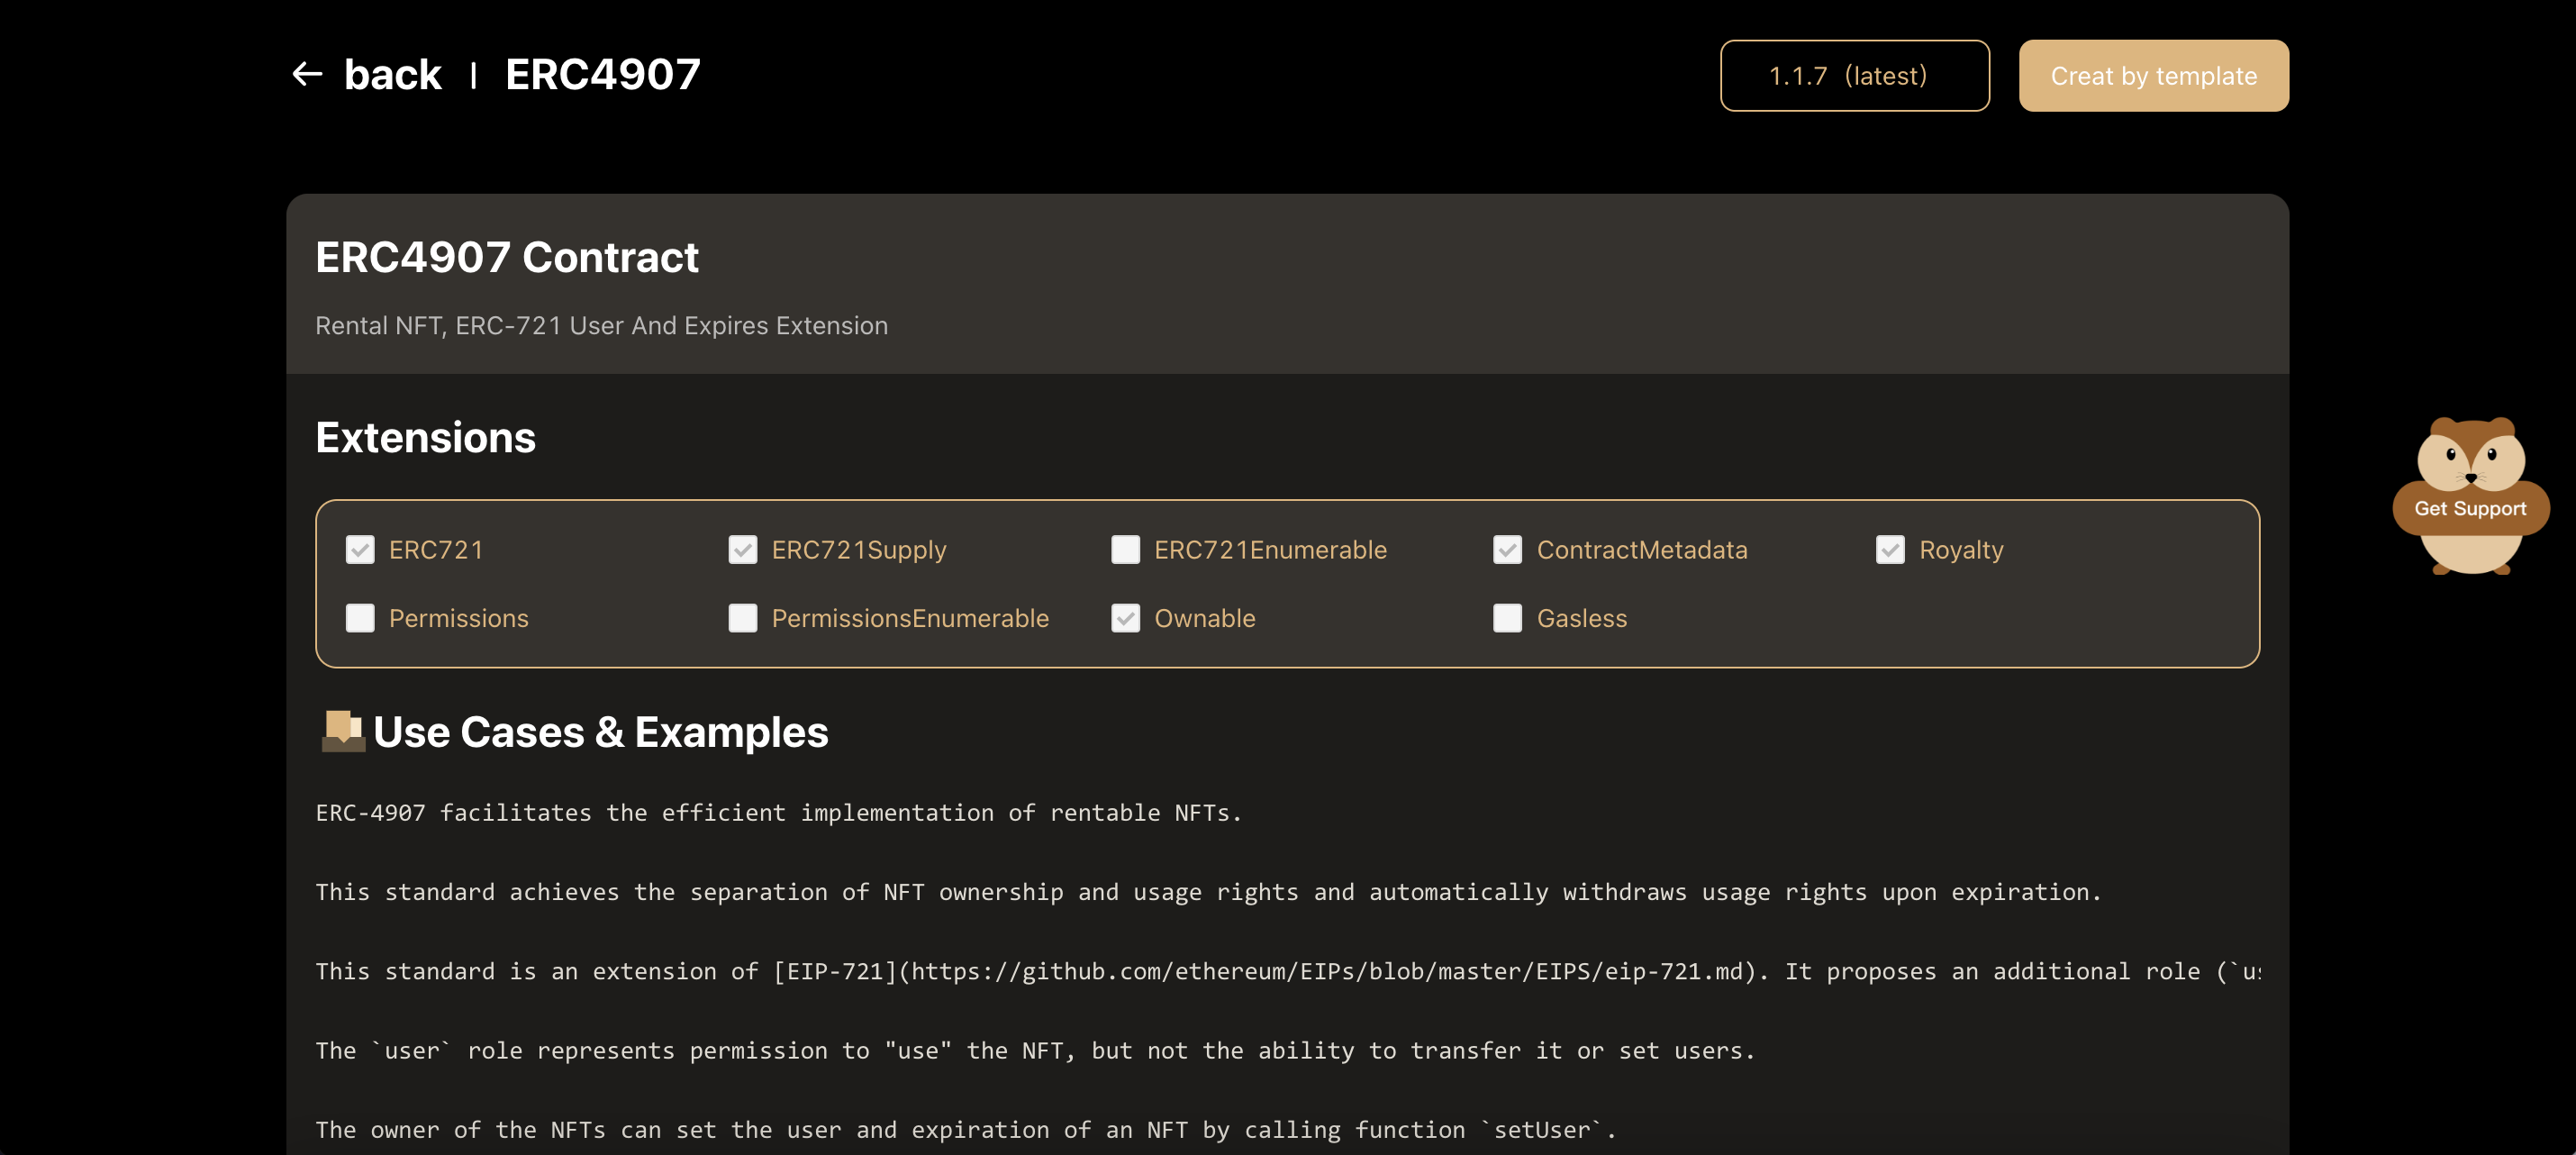 ← back | ERC4907
1.1.7 (latest)
Creat by template
ERC4907 Contract
Rental NFT, ERC-721 User And Expires Extension
Extensions
ERC721 ERC721Supply ERC721Enumerable ContractMetadata Royalty
Permissions PermissionsEnumerable Ownable Gasless
Get Support
Use Cases & Examples
ERC-4907 facilitates the efficient implementation of rentable NFTs.
This standard achieves the separation of NFT ownership and usage rights and automatically withdraws usage rights upon expiration.
This standard is an extension of [EIP-721](https://github.com/ethereum/EIPs/blob/master/EIPS/eip-721.md). It proposes an additional role (`
The `user` role represents permission to "use" the NFT, but not the ability to transfer it or set users.
The owner of the NFTs can set the user and expiration of an NFT by calling function `setUser`.